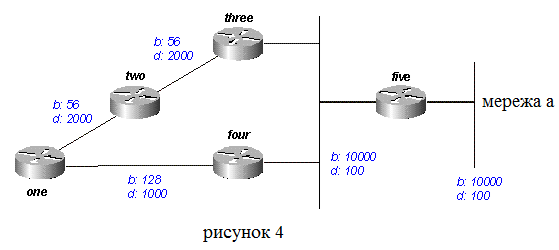 three
b: 56
d: 2000
two
five
мережа а
b: 56
d: 2000
four
b: 10000
d: 100
b: 10000
d: 100
one
b: 128
d: 1000
рисунок 4